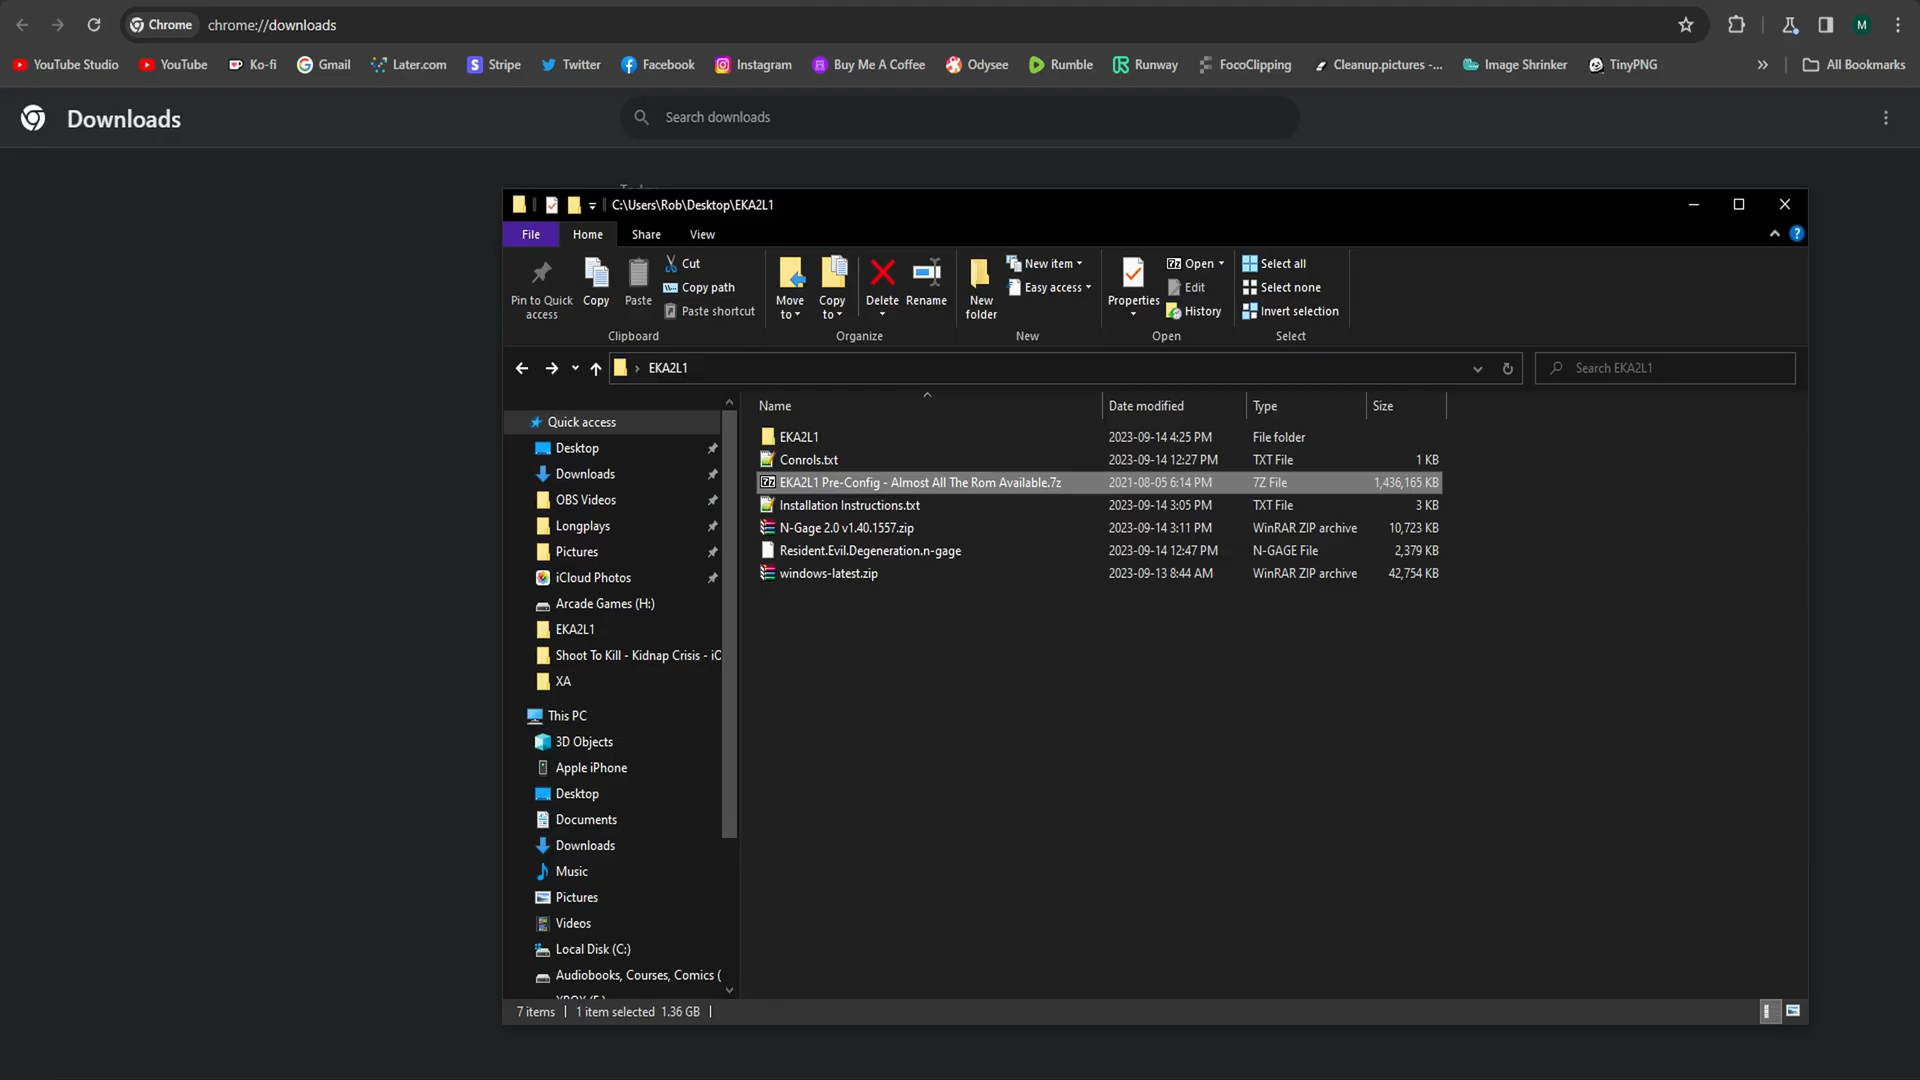 Chrome chrome://downloads M
YouTube Studio YouTube Ko-fi Gmail Later.com Stripe Twitter Facebook Instagram Buy Me A Coffee Odysee Rumble Runway FocoClipping Cleanup.pictures -... Image Shrinker TinyPNG » All Bookmarks
Downloads Search downloads
C:\Users\Rob\Desktop\EKA2L1
File Home Share View
Pin to Quick access
Copy
Paste
Cut
Copy path
Paste shortcut
Clipboard
Move to
Copy to
Delete
Rename
Organize
New folder
New item
Easy access
New
Properties
Open
Edit
History
Open
Select all
Select none
Invert selection
Select
EKA2L1 Search EKA2L1
Quick access
Desktop
Downloads
OBS Videos
Longplays
Pictures
iCloud Photos
Arcade Games (H:)
EKA2L1
Shoot To Kill - Kidnap Crisis - iO
XA
This PC
3D Objects
Apple iPhone
Desktop
Documents
Downloads
Music
Pictures
Videos
Local Disk (C:)
Audiobooks, Courses, Comics (
Name Date modified Type Size
EKA2L1 2023-09-14 4:25 PM File folder
Conrols.txt 2023-09-14 12:27 PM TXT File 1 KB
EKA2L1 Pre-Config - Almost All The Rom Available.7z 2021-08-05 6:14 PM 7Z File 1,436,165 KB
Installation Instructions.txt 2023-09-14 3:05 PM TXT File 3 KB
N-Gage 2.0 v1.40.1557.zip 2023-09-14 3:11 PM WinRAR ZIP archive 10,723 KB
Resident.Evil.Degeneration.n-gage 2023-09-14 12:47 PM N-GAGE File 2,379 KB
windows-latest.zip 2023-09-13 8:44 AM WinRAR ZIP archive 42,754 KB
7 items 1 item selected 1.36 GB